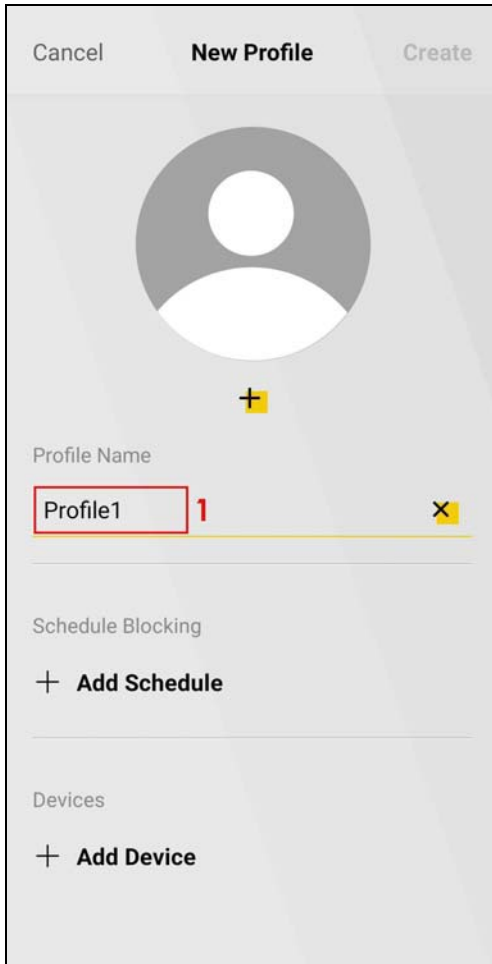 Cancel New Profile Create
Profile Name
Profile1 1
Schedule Blocking
Add Schedule
Devices
Add Device